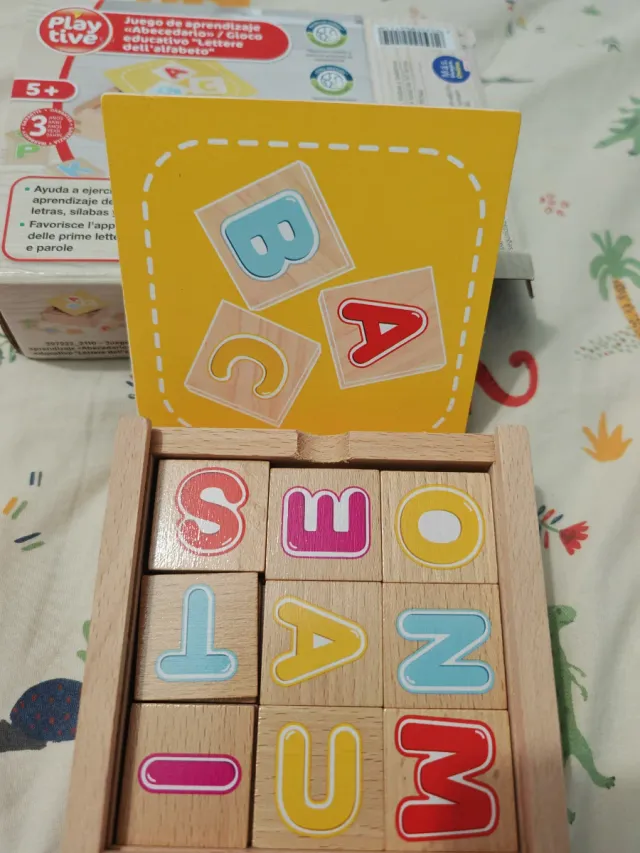 Play
tive
Juego de aprendizaje
«Abecedario» / Gioco
educativo "Lettere
dell'alfabeto"
5+
3
• Ayuda a ejerc
aprendizaje de
letras, sílabas
• Favorisce l'app
delle prime lette
e parole
B
A
C
S E O
T A N
I U M